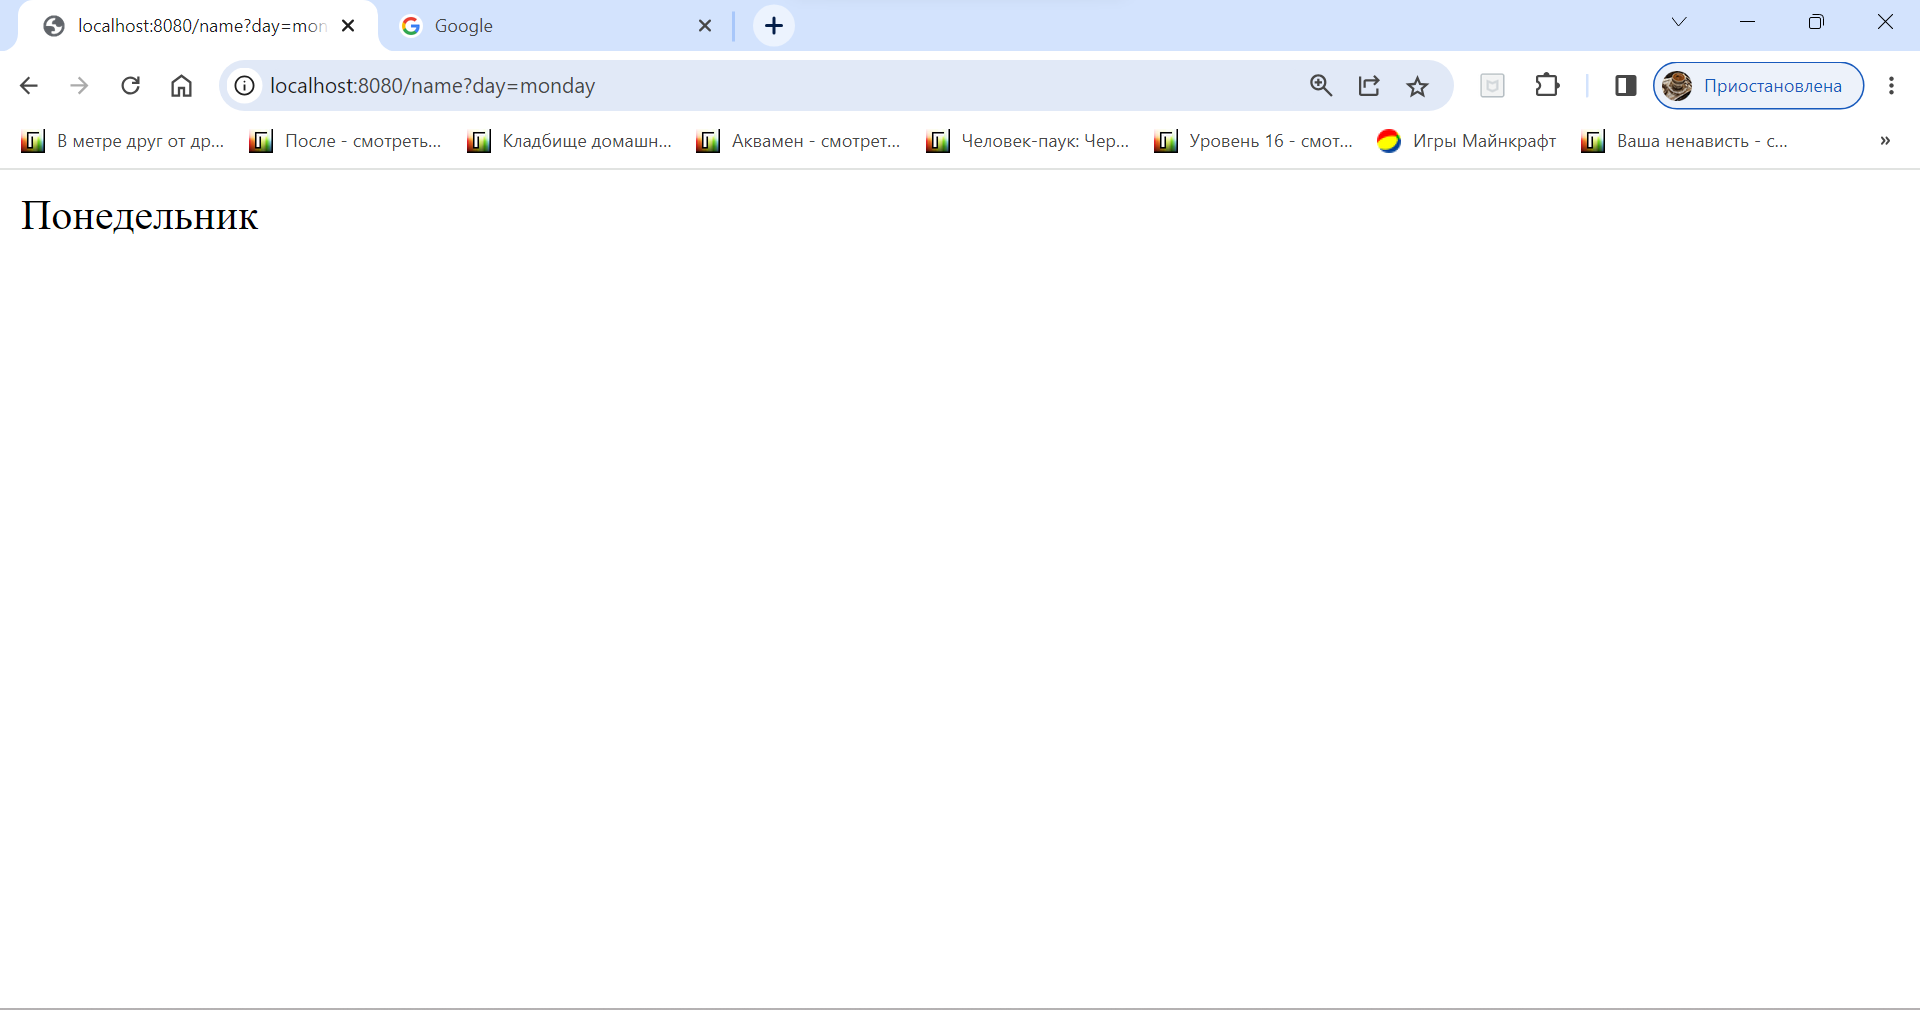 localhost:8080/name?day=mon
Google
localhost:8080/name?day=monday
Приостановлена
В метре друг от др...
После - смотреть...
Кладбище домашн...
Аквамен - смотрет...
Человек-паук: Чер...
Уровень 16 - смот...
Игры Майнкрафт
Ваша ненависть - с...
»
Понедельник